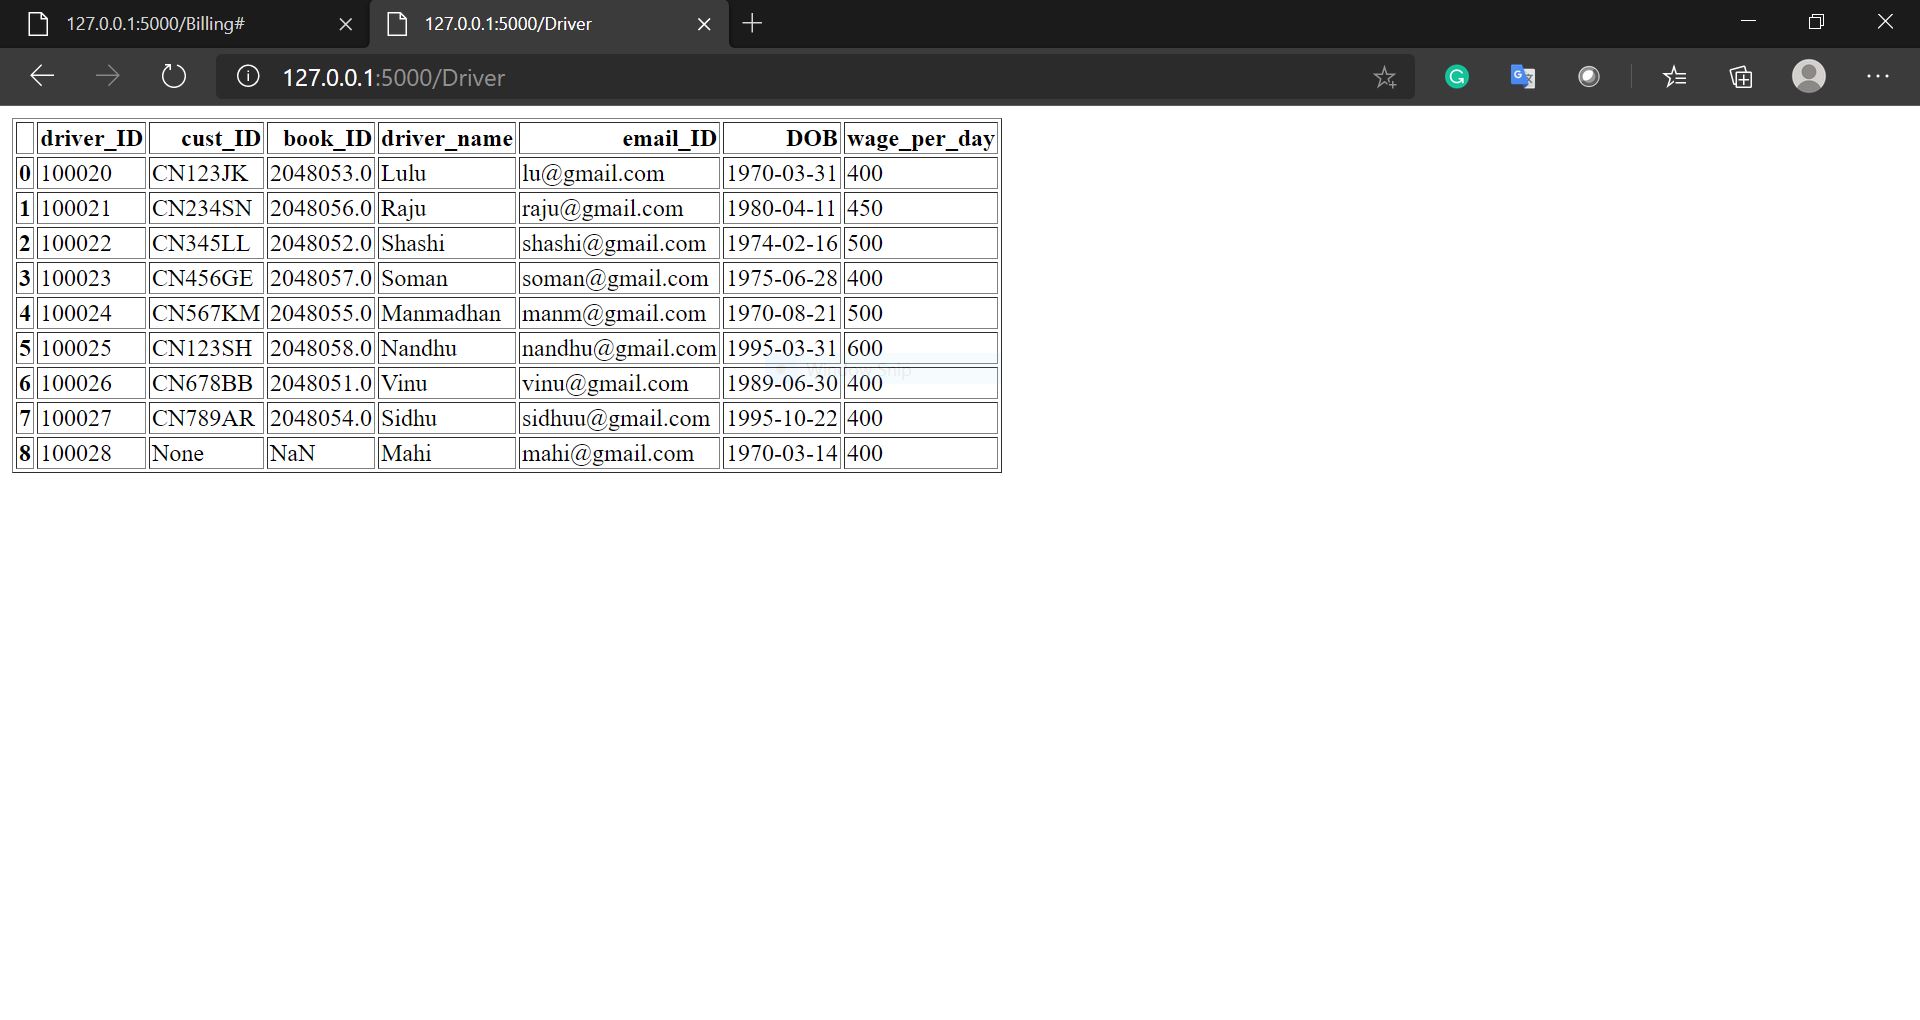 127.0.0.1:5000/Billing#
127.0.0.1:5000/Driver
127.0.0.1:5000/Driver
driver_ID cust_ID book_ID driver_name email_ID DOB wage_per_day
0 100020 CN123JK 2048053.0 Lulu lu@gmail.com 1970-03-31 400
1 100021 CN234SN 2048056.0 Raju raju@gmail.com 1980-04-11 450
2 100022 CN345LL 2048052.0 Shashi shashi@gmail.com 1974-02-16 500
3 100023 CN456GE 2048057.0 Soman soman@gmail.com 1975-06-28 400
4 100024 CN567KM 2048055.0 Manmadhan manm@gmail.com 1970-08-21 500
5 100025 CN123SH 2048058.0 Nandhu nandhu@gmail.com 1995-03-31 600
Window Snip
6 100026 CN678BB 2048051.0 Vinu vinu@gmail.com 1989-06-30 400
7 100027 CN789AR 2048054.0 Sidhu sidhuu@gmail.com 1995-10-22 400
8 100028 None NaN Mahi mahi@gmail.com 1970-03-14 400